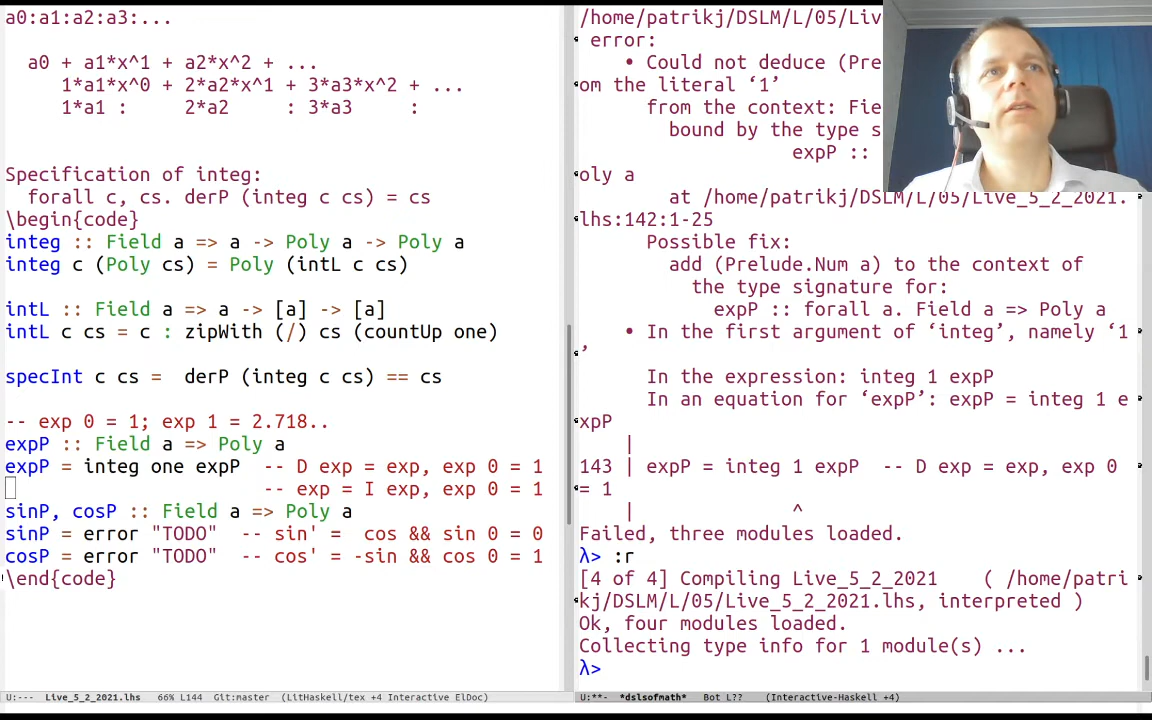 a0:a1:a2:a3:...
a0 + a1*x^1 + a2*x^2 + ...
1*a1*x^0 + 2*a2*x^1 + 3*a3*x^2 + ...
1*a1 :      2*a2      : 3*a3      :
Specification of integ:
forall c, cs. derP (integ c cs) = cs
\begin{code}
integ :: Field a => a -> Poly a -> Poly a
integ c (Poly cs) = Poly (intL c cs)
intL :: Field a => a -> [a] -> [a]
intL c cs = c : zipWith (/) cs (countUp one)
specInt c cs =  derP (integ c cs) == cs
-- exp 0 = 1; exp 1 = 2.718..
expP :: Field a => Poly a
expP = integ one expP  -- D exp = exp, exp 0 = 1
-- exp = I exp, exp 0 = 1
sinP, cosP :: Field a => Poly a
sinP = error "TODO"  -- sin' =  cos && sin 0 = 0
cosP = error "TODO"  -- cos' = -sin && cos 0 = 1
\end{code}
U:---  Live_5_2_2021.lhs   66% L144  Git:master  (LitHaskell/tex +4 Interactive ElDoc)
/home/patrikj/DSLM/L/05/Live
error:
• Could not deduce (Pre
om the literal ‘1’
from the context: Fie
bound by the type s
expP ::
oly a
at /home/patrikj/DSLM/L/05/Live_5_2_2021.
lhs:142:1-25
Possible fix:
add (Prelude.Num a) to the context of
the type signature for:
expP :: forall a. Field a => Poly a
• In the first argument of ‘integ’, namely ‘1
’
In the expression: integ 1 expP
In an equation for ‘expP’: expP = integ 1 e
xpP
|
143 | expP = integ 1 expP  -- D exp = exp, exp 0
= 1
|              ^
Failed, three modules loaded.
λ> :r
[4 of 4] Compiling Live_5_2_2021    ( /home/patri
kj/DSLM/L/05/Live_5_2_2021.lhs, interpreted )
Ok, four modules loaded.
Collecting type info for 1 module(s) ...
λ>
U:**-  *dslsofmath*   Bot L??   (Interactive-Haskell +4)